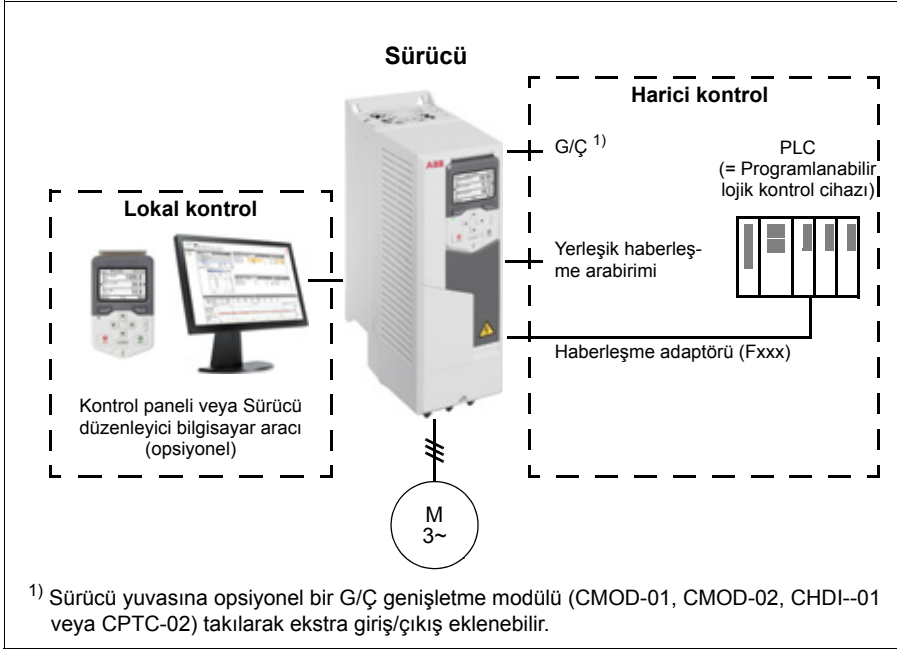 Sürücü
Harici kontrol
ABB
G/Ç 1)
PLC
(= Programlanabilir
lojik kontrol cihazı)
Lokal kontrol
Yerleşik haberleş-
me arabirimi
Haberleşme adaptörü (Fxxx)
Kontrol paneli veya Sürücü
düzenleyici bilgisayar aracı
(opsiyonel)
M
3~
1) Sürücü yuvasına opsiyonel bir G/Ç genişletme modülü (CMOD-01, CMOD-02, CHDI--01
veya CPTC-02) takılarak ekstra giriş/çıkış eklenebilir.